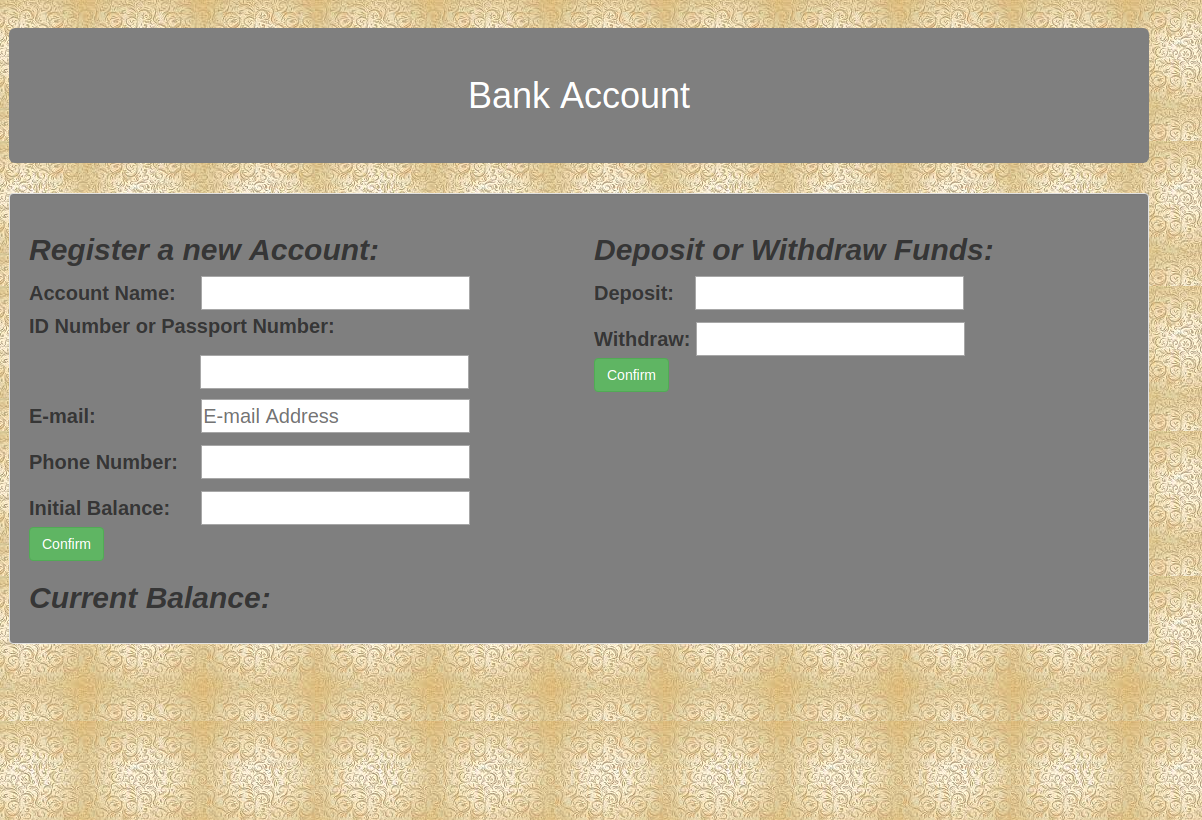 Bank Account
Register a new Account:
Account Name:
ID Number or Passport Number:
E-mail:
E-mail Address
Phone Number:
Initial Balance:
Confirm
Current Balance:
Deposit or Withdraw Funds:
Deposit:
Withdraw:
Confirm